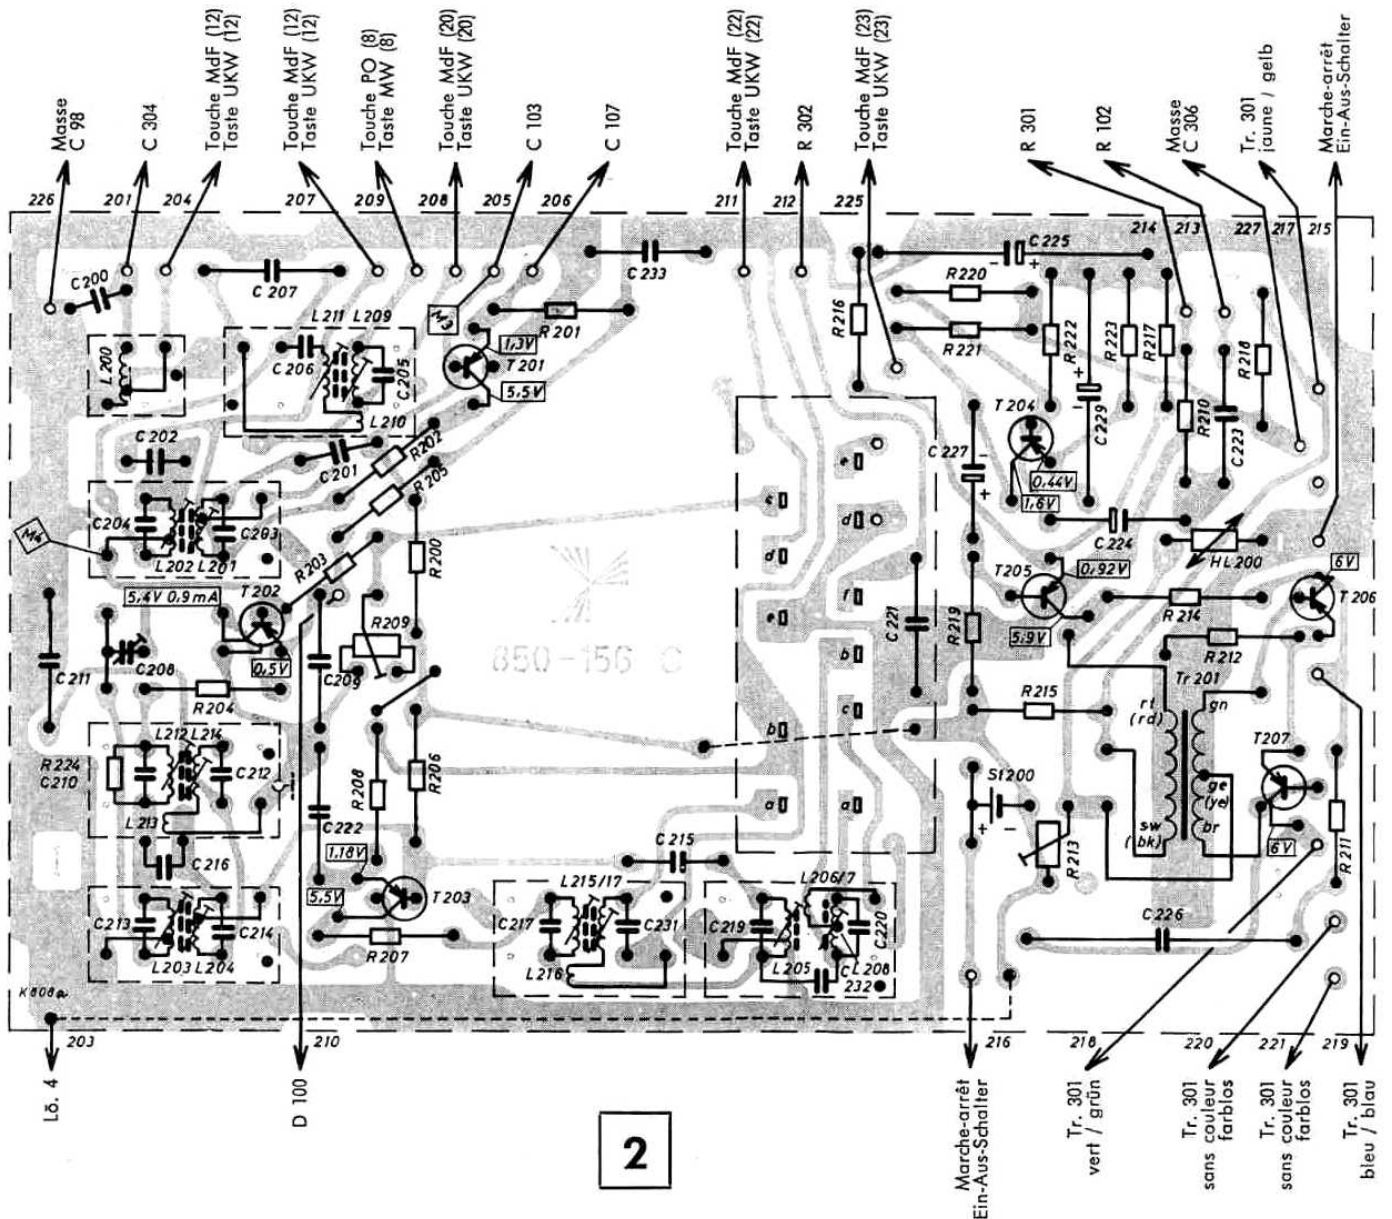 Masse
C 98
C 304
Touche MdF (12)
Taste UKW (12)
Touche MdF (12)
Taste UKW (12)
Touche PO (8)
Taste MW (8)
Touche MdF (20)
Taste UKW (20)
C 103
C 107
Touche MdF (22)
Taste UKW (22)
R 302
Touche MdF (23)
Taste UKW (23)
R 301
R 102
Masse
C 306
Tr. 301
jaune / gelb
Marche-arrêt
Ein-Aus-Schalter
226
201
204
207
209
208
205
206
211
212
225
214
213
227
217
215
C 200
C 207
C 233
C 225
- +
R 220
R 216
R 221
R 222
R 223
R 217
R 218
R 201
L 200
L211 L209
C 206
C 205
L 210
1,3V
T 201
5,5V
C 202
C 201
R 202
R 205
C 204
C 203
L 202 L 201
R 203
R 200
5,4V 0,9mA
T 202
0,5V
C 208
C 211
R 204
C 209
R 209
850-156 C
e
c
d
d
f
e
b
c
b
a
a
C 227
-
+
T 204
0,44V
1,6V
+
-
C 229
R 210
C 223
C 224
HL 200
T 205
0,92V
5,9V
6V
T 206
R 214
R 212
C 221
R 219
R 215
Tr 201
rt
(rd)
gn
ge
(ye)
sw
(bk)
br
T 207
6V
R 211
R 224
C 210
L212 L214
C 212
L 213
C 216
C 222
R 208
R 206
1,18V
5,5V
T 203
R 207
C 213
C 214
L203 L204
C 215
L215/17
C 217
C 231
L 216
L206/7
C 219
C 220
L 205
L 208
C
232
St 200
+ -
R 213
C 226
K 808a
203
210
216
218
220
221
219
Lö. 4
D 100
Marche-arrêt
Ein-Aus-Schalter
Tr. 301
vert / grün
Tr. 301
sans couleur
farblos
Tr. 301
sans couleur
farblos
Tr. 301
bleu / blau
2